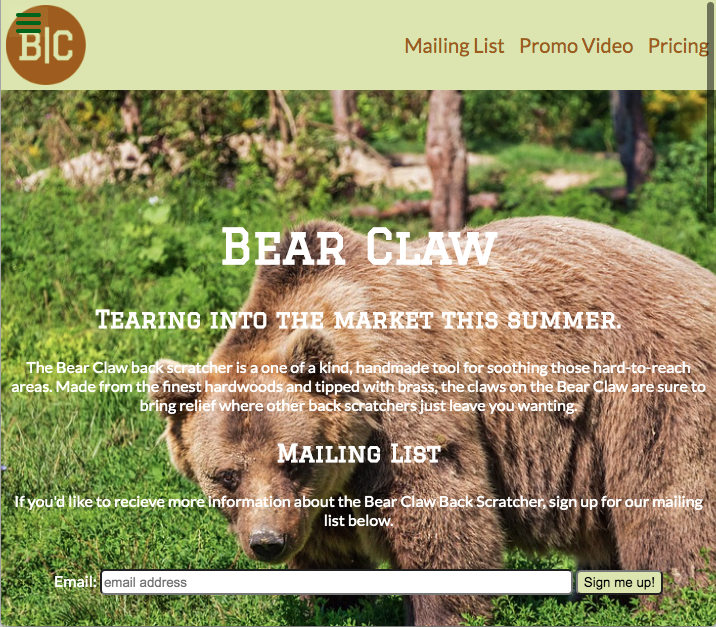 B|C
Mailing List Promo Video Pricing
Bear Claw
Tearing into the market this summer.
The Bear Claw back scratcher is a one of a kind, handmade tool for soothing those hard-to-reach
areas. Made from the finest hardwoods and tipped with brass, the claws on the Bear Claw are sure to
bring relief where other back scratchers just leave you wanting.
Mailing List
If you'd like to recieve more information about the Bear Claw Back Scratcher, sign up for our mailing
list below.
Email: email address Sign me up!